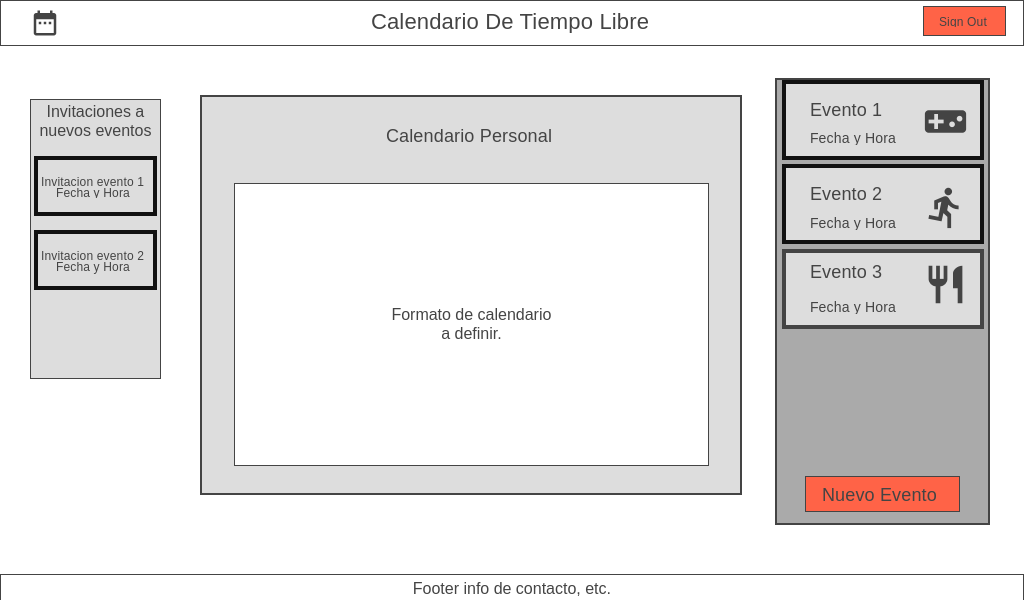 Calendario De Tiempo Libre
Sign Out
Invitaciones a
nuevos eventos
Invitacion evento 1
Fecha y Hora
Invitacion evento 2
Fecha y Hora
Calendario Personal
Formato de calendario
a definir.
Evento 1
Fecha y Hora
Evento 2
Fecha y Hora
Evento 3
Fecha y Hora
Nuevo Evento
Footer info de contacto, etc.